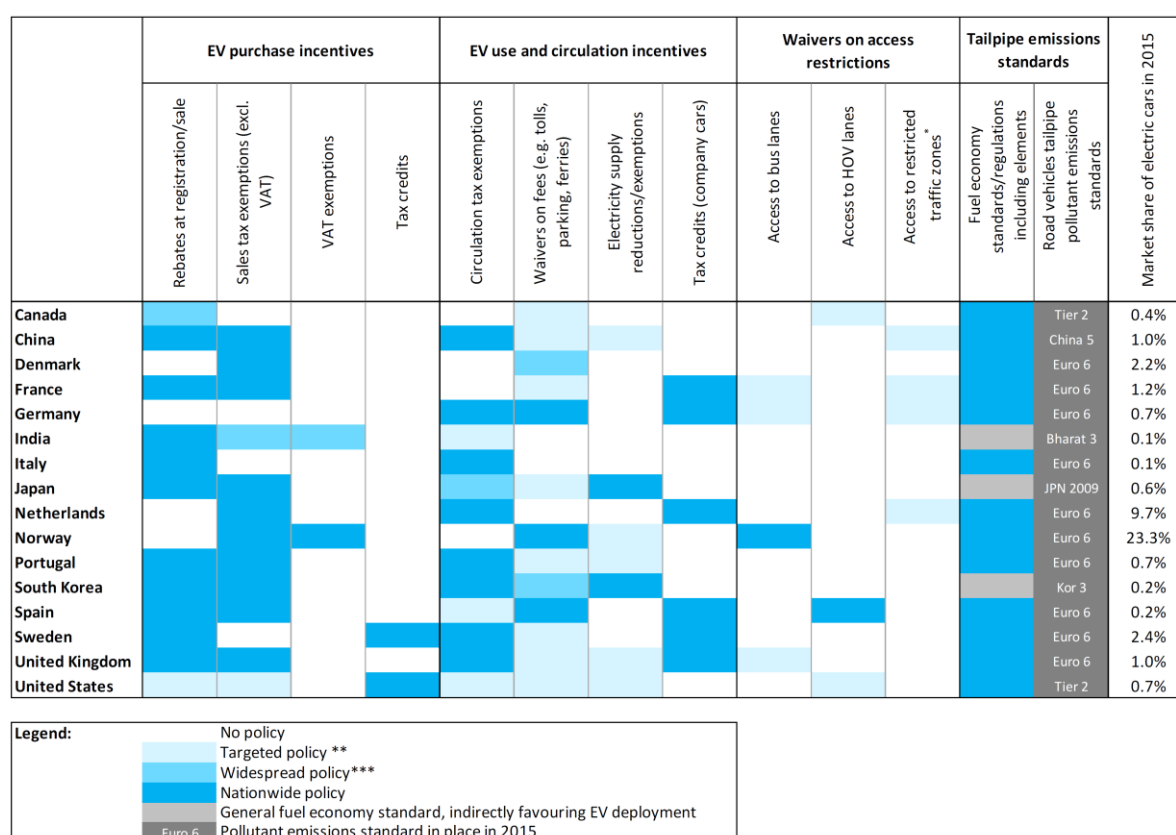 EV purchase incentives
EV use and circulation incentives
Waivers on access
restrictions
Tailpipe emissions
standards
Rebates at registration/sale
Sales tax exemptions (excl.
VAT)
VAT exemptions
Tax credits
Circulation tax exemptions
Waivers on fees (e.g. tolls,
parking, ferries)
Electricity supply
reductions/exemptions
Tax credits (company cars)
Access to bus lanes
Access to HOV lanes
Access to restricted
traffic zones*
Fuel economy
standards/regulations
including elements
Road vehicles tailpipe
pollutant emissions
standards
Market share of electric cars in 2015
Canada Tier 2 0.4%
China China 5 1.0%
Denmark Euro 6 2.2%
France Euro 6 1.2%
Germany Euro 6 0.7%
India Bharat 3 0.1%
Italy Euro 6 0.1%
Japan JPN 2009 0.6%
Netherlands Euro 6 9.7%
Norway Euro 6 23.3%
Portugal Euro 6 0.7%
South Korea Kor 3 0.2%
Spain Euro 6 0.2%
Sweden Euro 6 2.4%
United Kingdom Euro 6 1.0%
United States Tier 2 0.7%
Legend: No policy
Targeted policy **
Widespread policy***
Nationwide policy
General fuel economy standard, indirectly favouring EV deployment
Euro 6 Pollutant emissions standard in place in 2015